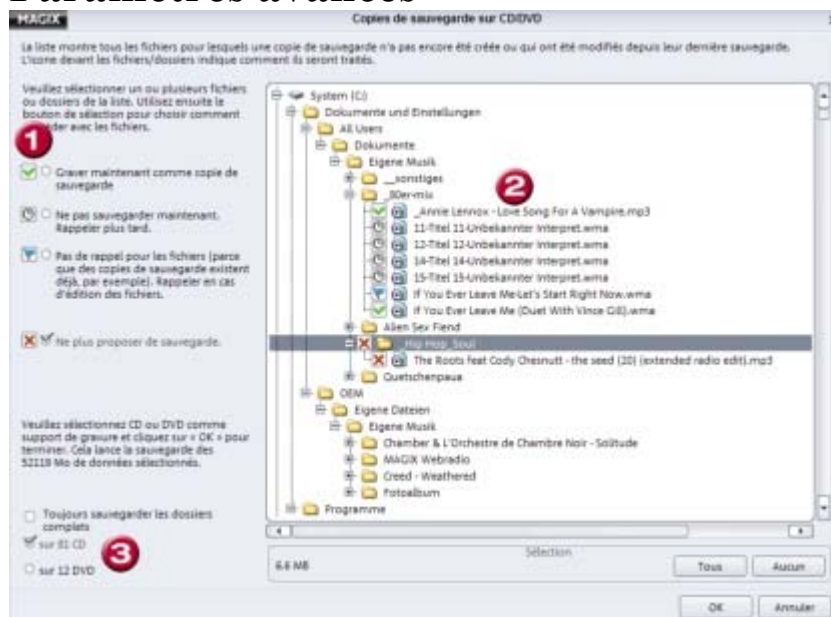 MAGIX
Copies de sauvegarde sur CD/DVD
La liste montre tous les fichiers pour lesquels une copie de sauvegarde n'a pas encore été créée ou qui ont été modifiés depuis leur dernière sauvegarde.
L'icone devant les fichiers/dossiers indique comment ils seront traités.
Veuillez sélectionner un ou plusieurs fichiers
ou dossiers de la liste. Utilisez ensuite le
bouton de sélection pour choisir comment
avec les fichiers.
1
Graver maintenant comme copie de
sauvegarde
Ne pas sauvegarder maintenant.
Rappeler plus tard.
Pas de rappel pour les fichiers (parce
que des copies de sauvegarde existent
déjà, par exemple). Rappeler en cas
d'édition des fichiers.
Ne plus proposer de sauvegarde.
Veuillez sélectionnez CD ou DVD comme
support de gravure et cliquez sur « OK » pour
terminer. Cela lance la sauvegarde des
52118 Mo de données sélectionnés.
Toujours sauvegarder les dossiers
complets
sur 81 CD
sur 12 DVD
3
System (C:)
Dokumente und Einstellungen
All Users
Dokumente
Eigene Musik
__sonstiges
2
_80er-mix
_Annie Lennox - Love Song For A Vampire.mp3
11-Titel 11-Unbekannter Interpret.wma
12-Titel 12-Unbekannter Interpret.wma
14-Titel 14-Unbekannter Interpret.wma
15-Titel 15-Unbekannter Interpret.wma
If You Ever Leave Me-Let's Start Right Now.wma
If You Ever Leave Me (Duet With Vince Gill).wma
Alien Sex Fiend
_Hip Hop_Soul
The Roots feat Cody Chesnutt - the seed (20) (extended radio edit).mp3
Quetschenpaua
OEM
Eigene Dateien
Eigene Musik
Chamber & L'Orchestre de Chambre Noir - Solitude
MAGIX Webradio
Creed - Weathered
Fotoalbum
Programme
Sélection
6.6 MB
Tous
Aucun
OK
Annuler